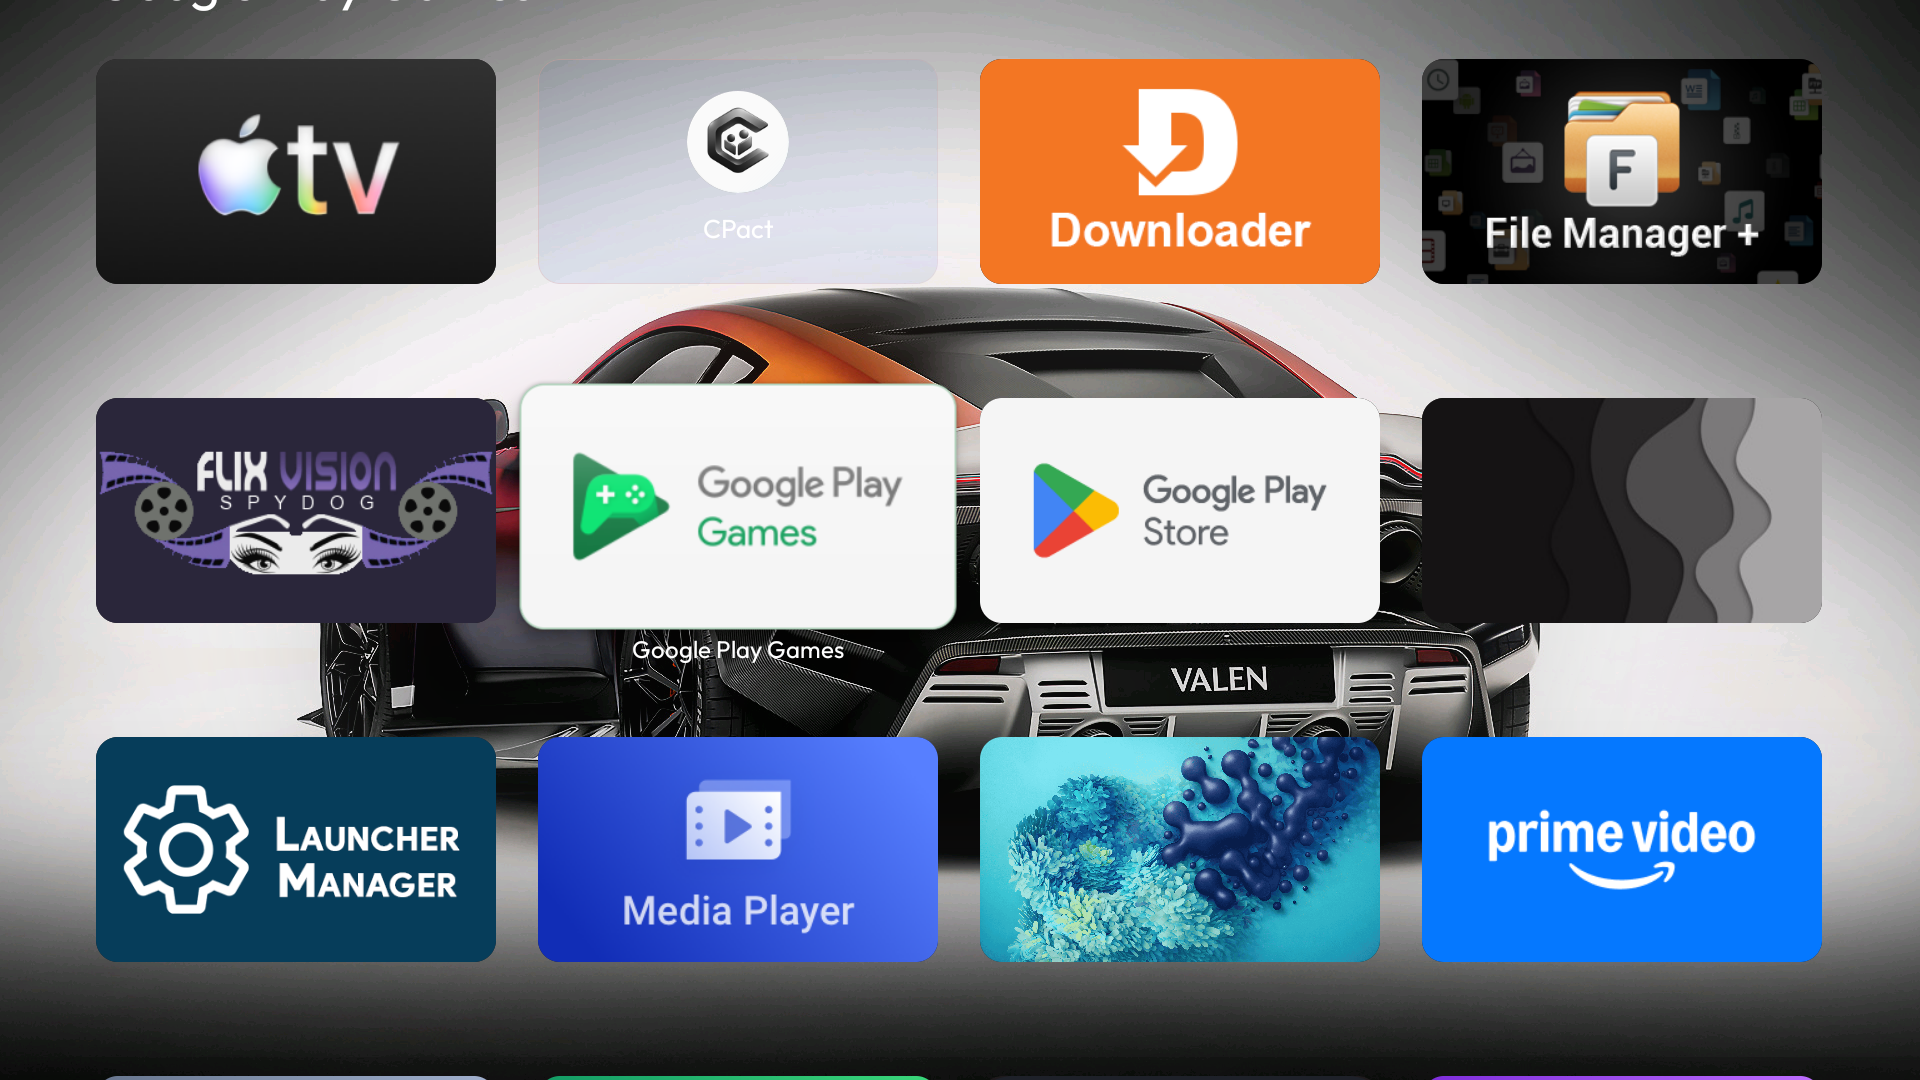 tv
CPact
Downloader
F
File Manager +
FLIX VISION
SPYDOG
Google Play
Games
Google Play
Store
Google Play Games
VALEN
LAUNCHER
MANAGER
Media Player
prime video